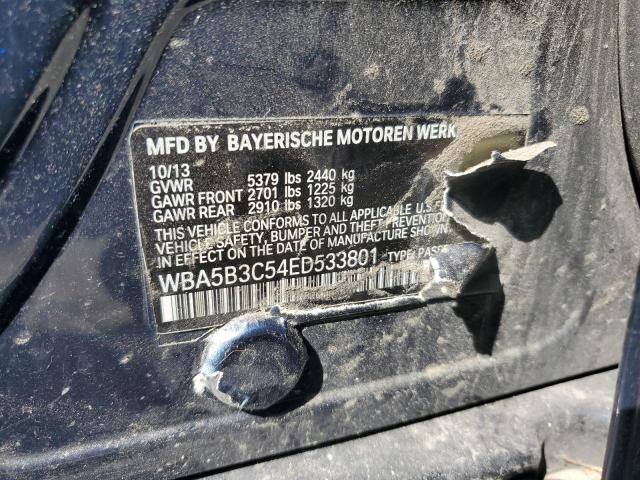 MFD BY BAYERISCHE MOTOREN WERK
10/13
GVWR 5379 lbs 2440 kg
GAWR FRONT 2701 lbs 1225 kg
GAWR REAR 2910 lbs 1320 kg
THIS VEHICLE CONFORMS TO ALL APPLICABLE U.S. F
VEHICLE SAFETY, BUMPER, AND THEFT PREVENTION
IN EFFECT ON THE DATE OF MANUFACTURE SHOWN
WBA5B3C54ED533801 TYPE: PASS